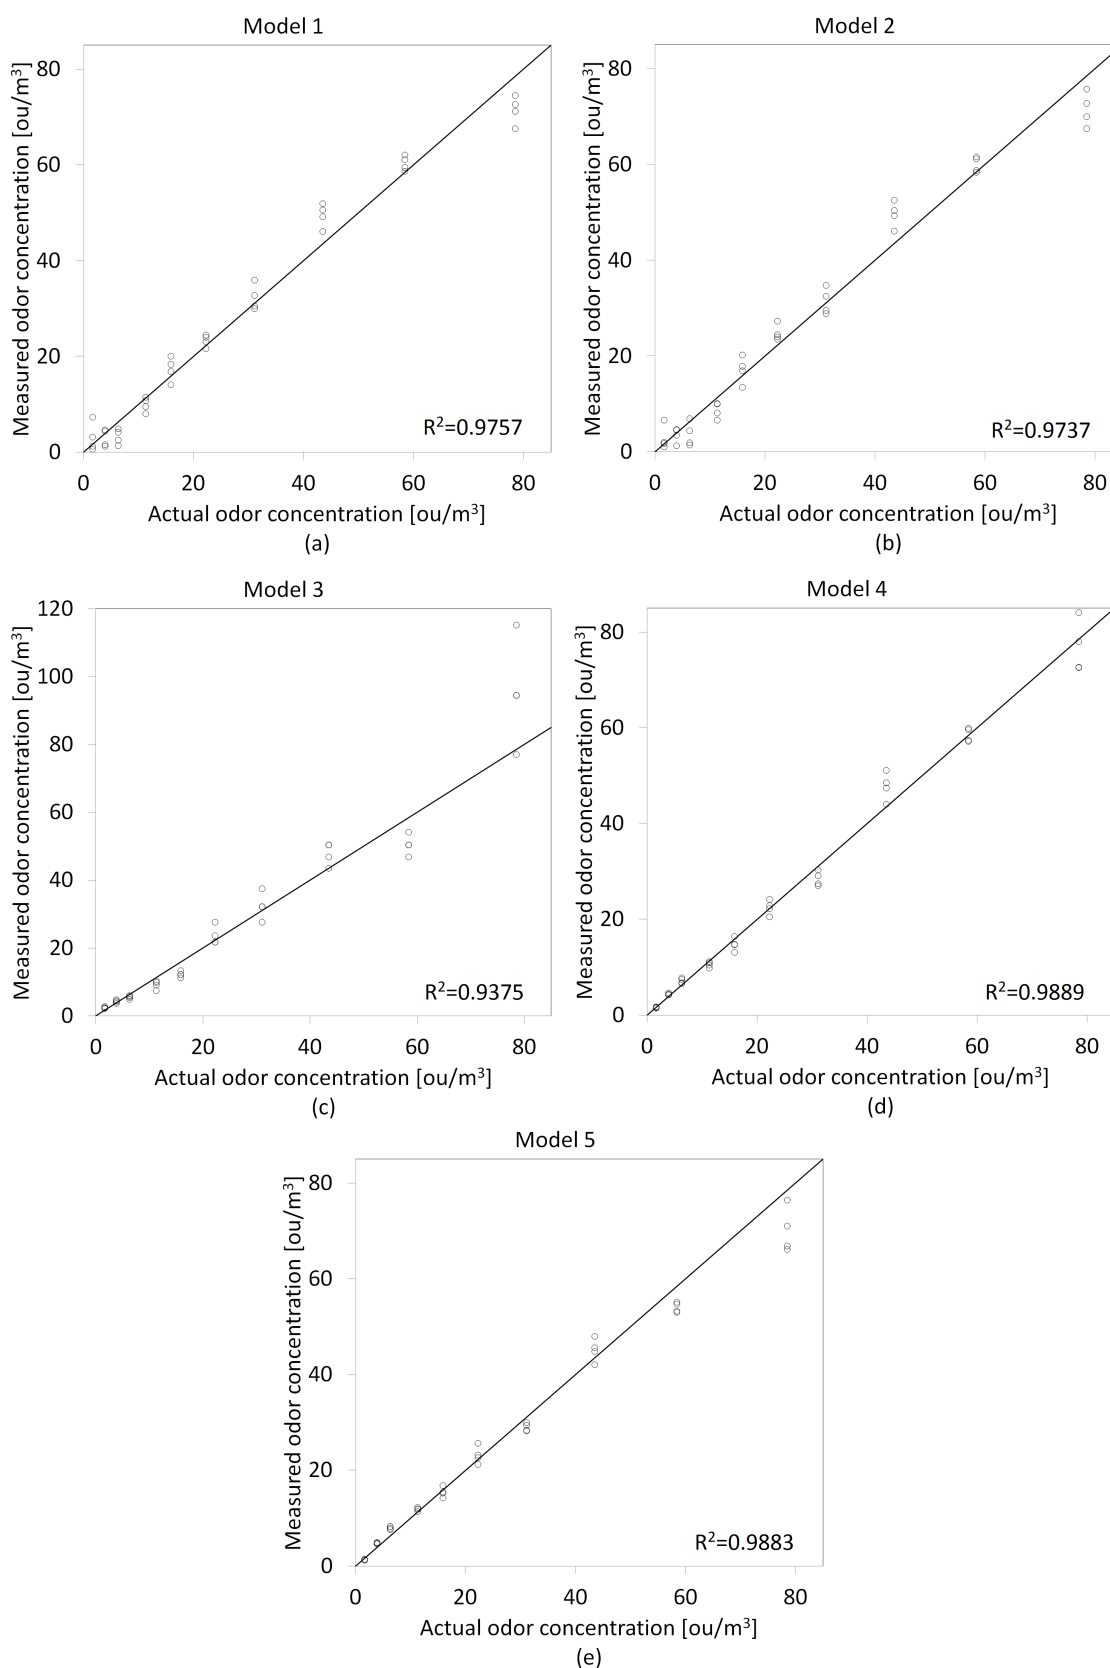 Model 1
Measured odor concentration [ou/m³]
80
60
40
20
0
R²=0.9757
0 20 40 60 80
Actual odor concentration [ou/m³]
(a)
Model 2
Measured odor concentration [ou/m³]
80
60
40
20
0
R²=0.9737
0 20 40 60 80
Actual odor concentration [ou/m³]
(b)
Model 3
Measured odor concentration [ou/m³]
120
100
80
60
40
20
0
R²=0.9375
0 20 40 60 80
Actual odor concentration [ou/m³]
(c)
Model 4
Measured odor concentration [ou/m³]
80
60
40
20
0
R²=0.9889
0 20 40 60 80
Actual odor concentration [ou/m³]
(d)
Model 5
Measured odor concentration [ou/m³]
80
60
40
20
0
R²=0.9883
0 20 40 60 80
Actual odor concentration [ou/m³]
(e)